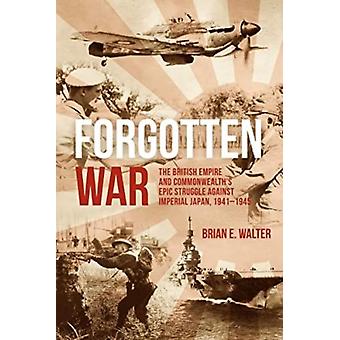 FORGOTTEN
WAR
THE BRITISH EMPIRE
AND COMMONWEALTH'S
EPIC STRUGGLE AGAINST
IMPERIAL JAPAN, 1941–1945
BRIAN E. WALTER